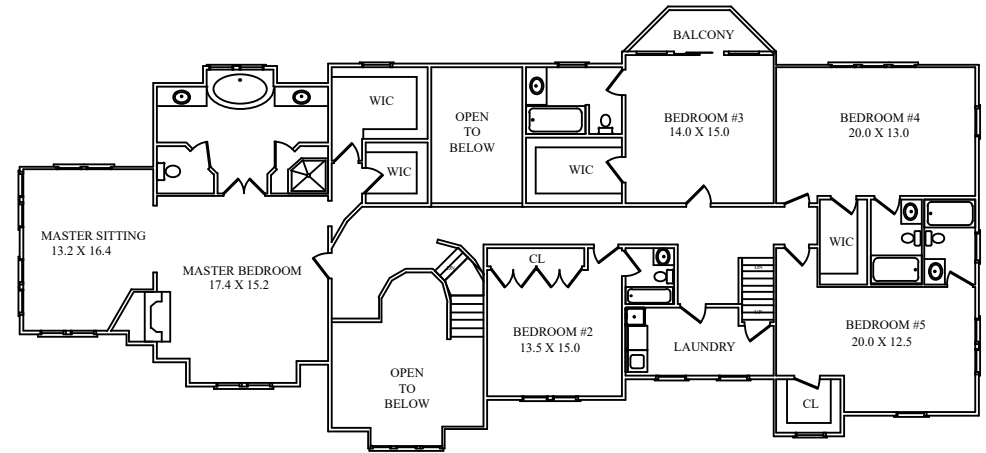 BALCONY
WIC
OPEN
TO
BELOW
BEDROOM #3
14.0 X 15.0
BEDROOM #4
20.0 X 13.0
WIC
WIC
MASTER SITTING
13.2 X 16.4
MASTER BEDROOM
17.4 X 15.2
CL
WIC
BEDROOM #2
13.5 X 15.0
LAUNDRY
BEDROOM #5
20.0 X 12.5
OPEN
TO
BELOW
CL
UP